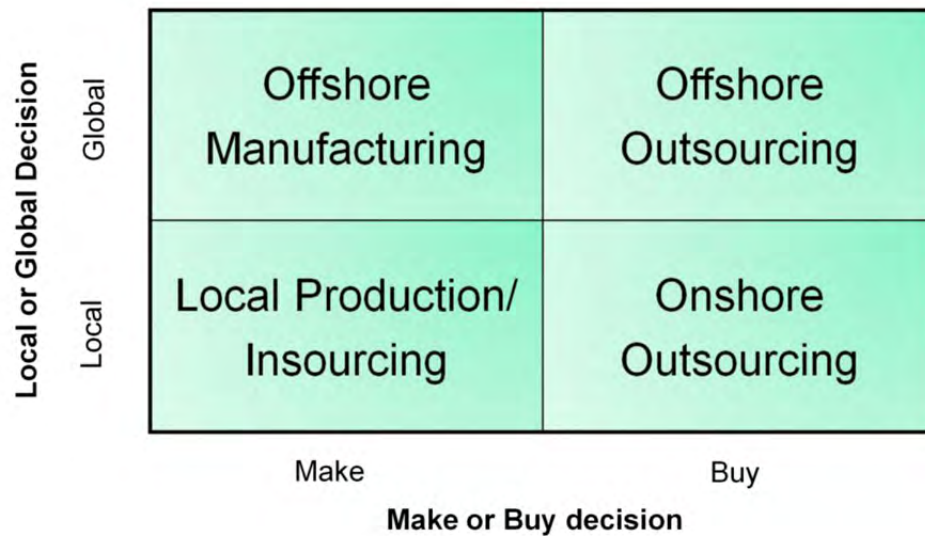 Local or Global Decision
Global
Offshore
Manufacturing
Offshore
Outsourcing
Local
Local Production/
Insourcing
Onshore
Outsourcing
Make
Buy
Make or Buy decision